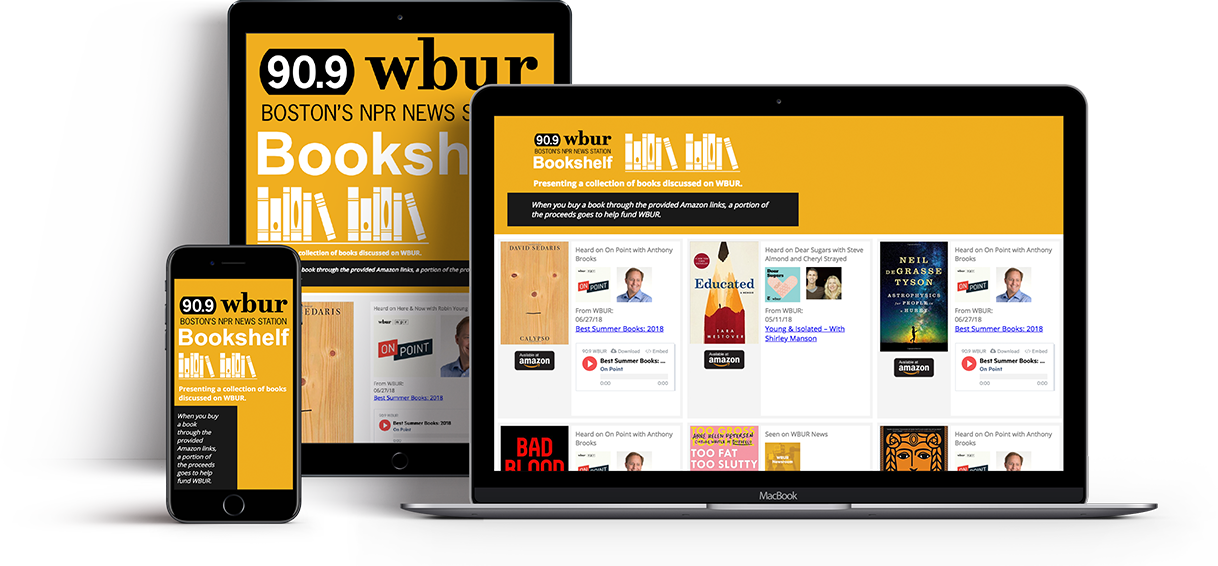 90.9 wbur
BOSTON'S NPR NEWS S
Booksh
collection of books discussed on WBUR.
book through the provided Amazon links, a portion of the pro
EDARIS
Heard on Here & Now with Robin Young
wbur npr
ON POINT
From WBUR:
06/27/18
Best Summer Books: 2018
90.9 WBUR
Best Summer Books: 2018
On Point
90.9 wbur
BOSTON'S NPR NEWS STATION
Bookshelf
Presenting a collection of books
discussed on WBUR.
When you buy
a book
through the
provided
Amazon links,
a portion of
the proceeds
goes to help
fund WBUR.
90.9 wbur
BOSTON'S NPR NEWS STATION
Bookshelf
Presenting a collection of books discussed on WBUR.
When you buy a book through the provided Amazon links, a portion of
the proceeds goes to help fund WBUR.
DAVID SEDARIS
CALYPSO
Available at
amazon
Heard on On Point with Anthony
Brooks
ON POINT
From WBUR:
06/27/18
Best Summer Books: 2018
90.9 WBUR Download </> Embed
Best Summer Books: ...
On Point
0:00 0:00
Educated
A MEMOIR
TARA
WESTOVER
Available at
amazon
Heard on Dear Sugars with Steve
Almond and Cheryl Strayed
Dear
Sugars
From WBUR:
05/11/18
Young & Isolated – With
Shirley Manson
NEIL
DEGRASSE
TYSON
ASTROPHYSICS
FOR PEOPLE
IN A
HURRY
Available at
amazon
Heard on On Point with Anthony
Brooks
ON POINT
From WBUR:
06/27/18
Best Summer Books: 2018
90.9 WBUR Download </> Embed
Best Summer Books: ...
On Point
0:00 0:00
BAD
BLOOD
Heard on On Point with Anthony
Brooks
TOO GROSS
ANNE HELEN PETERSEN
TOO FAT
TOO SLUTTY
Seen on WBUR News
WBUR
Heard on On Point with Anthony
Brooks
MacBook